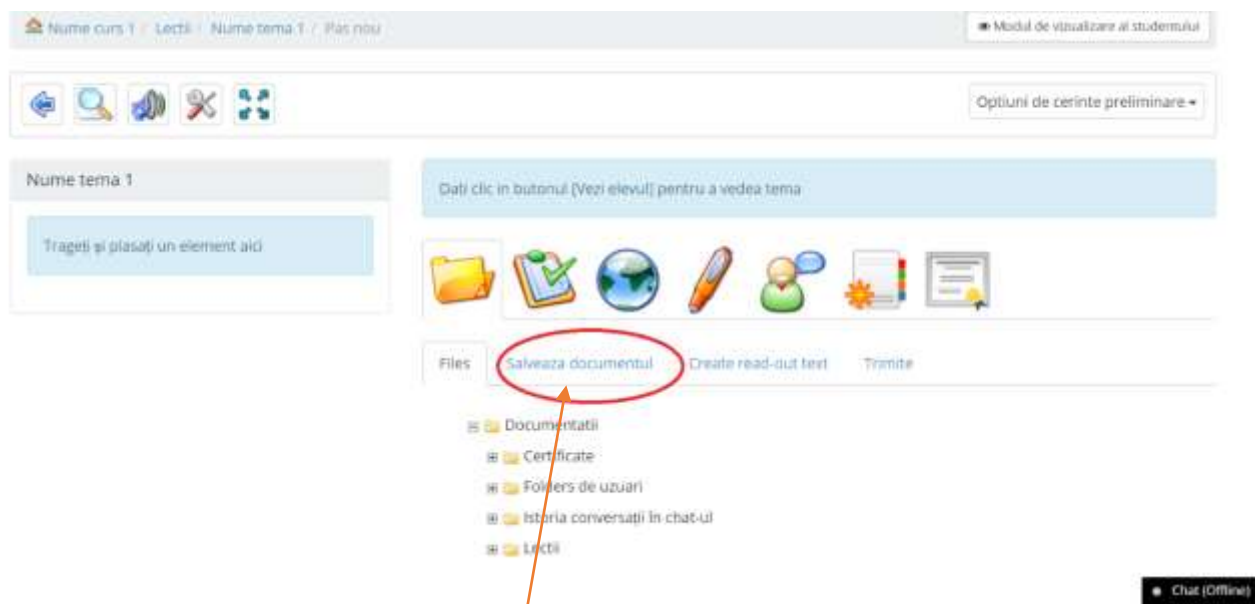 Nume curs 1 / Lectii / Nume tema 1 / Pas nou
Modul de vizualizare al studentului
Optiuni de cerinte preliminare
Nume tema 1
Trageți și plasați un element aici
Dati clic in butonul [Vezi elevul] pentru a vedea tema
Files
Salveaza documentul
Create read-out text
Trimite
Documentatii
Certificate
Folders de uzuari
Istoria conversații în chat-ul
Lectii
Chat (Offline)